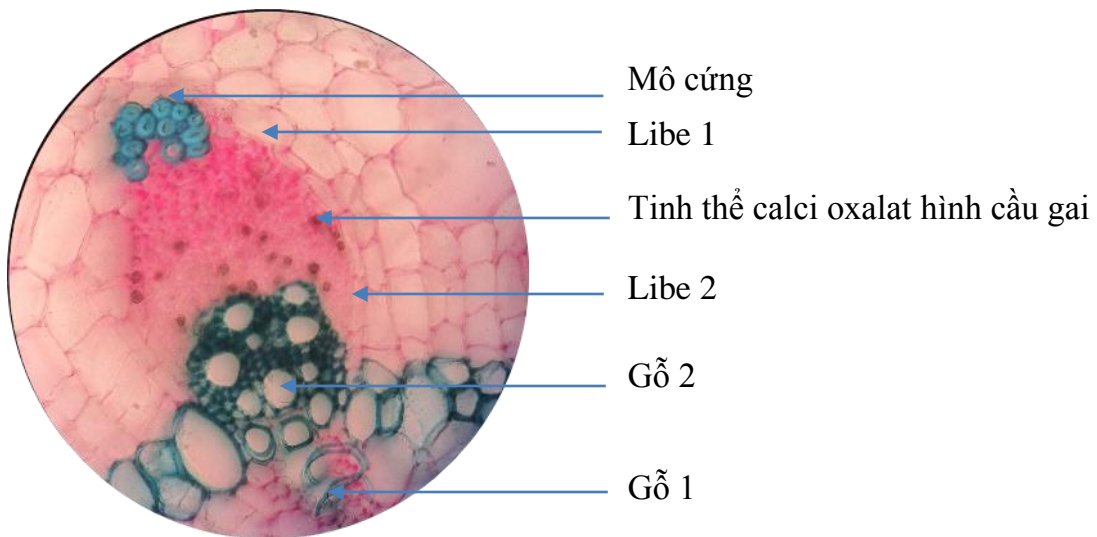 Mô cứng
Libe 1
Tinh thể calci oxalat hình cầu gai
Libe 2
Gỗ 2
Gỗ 1